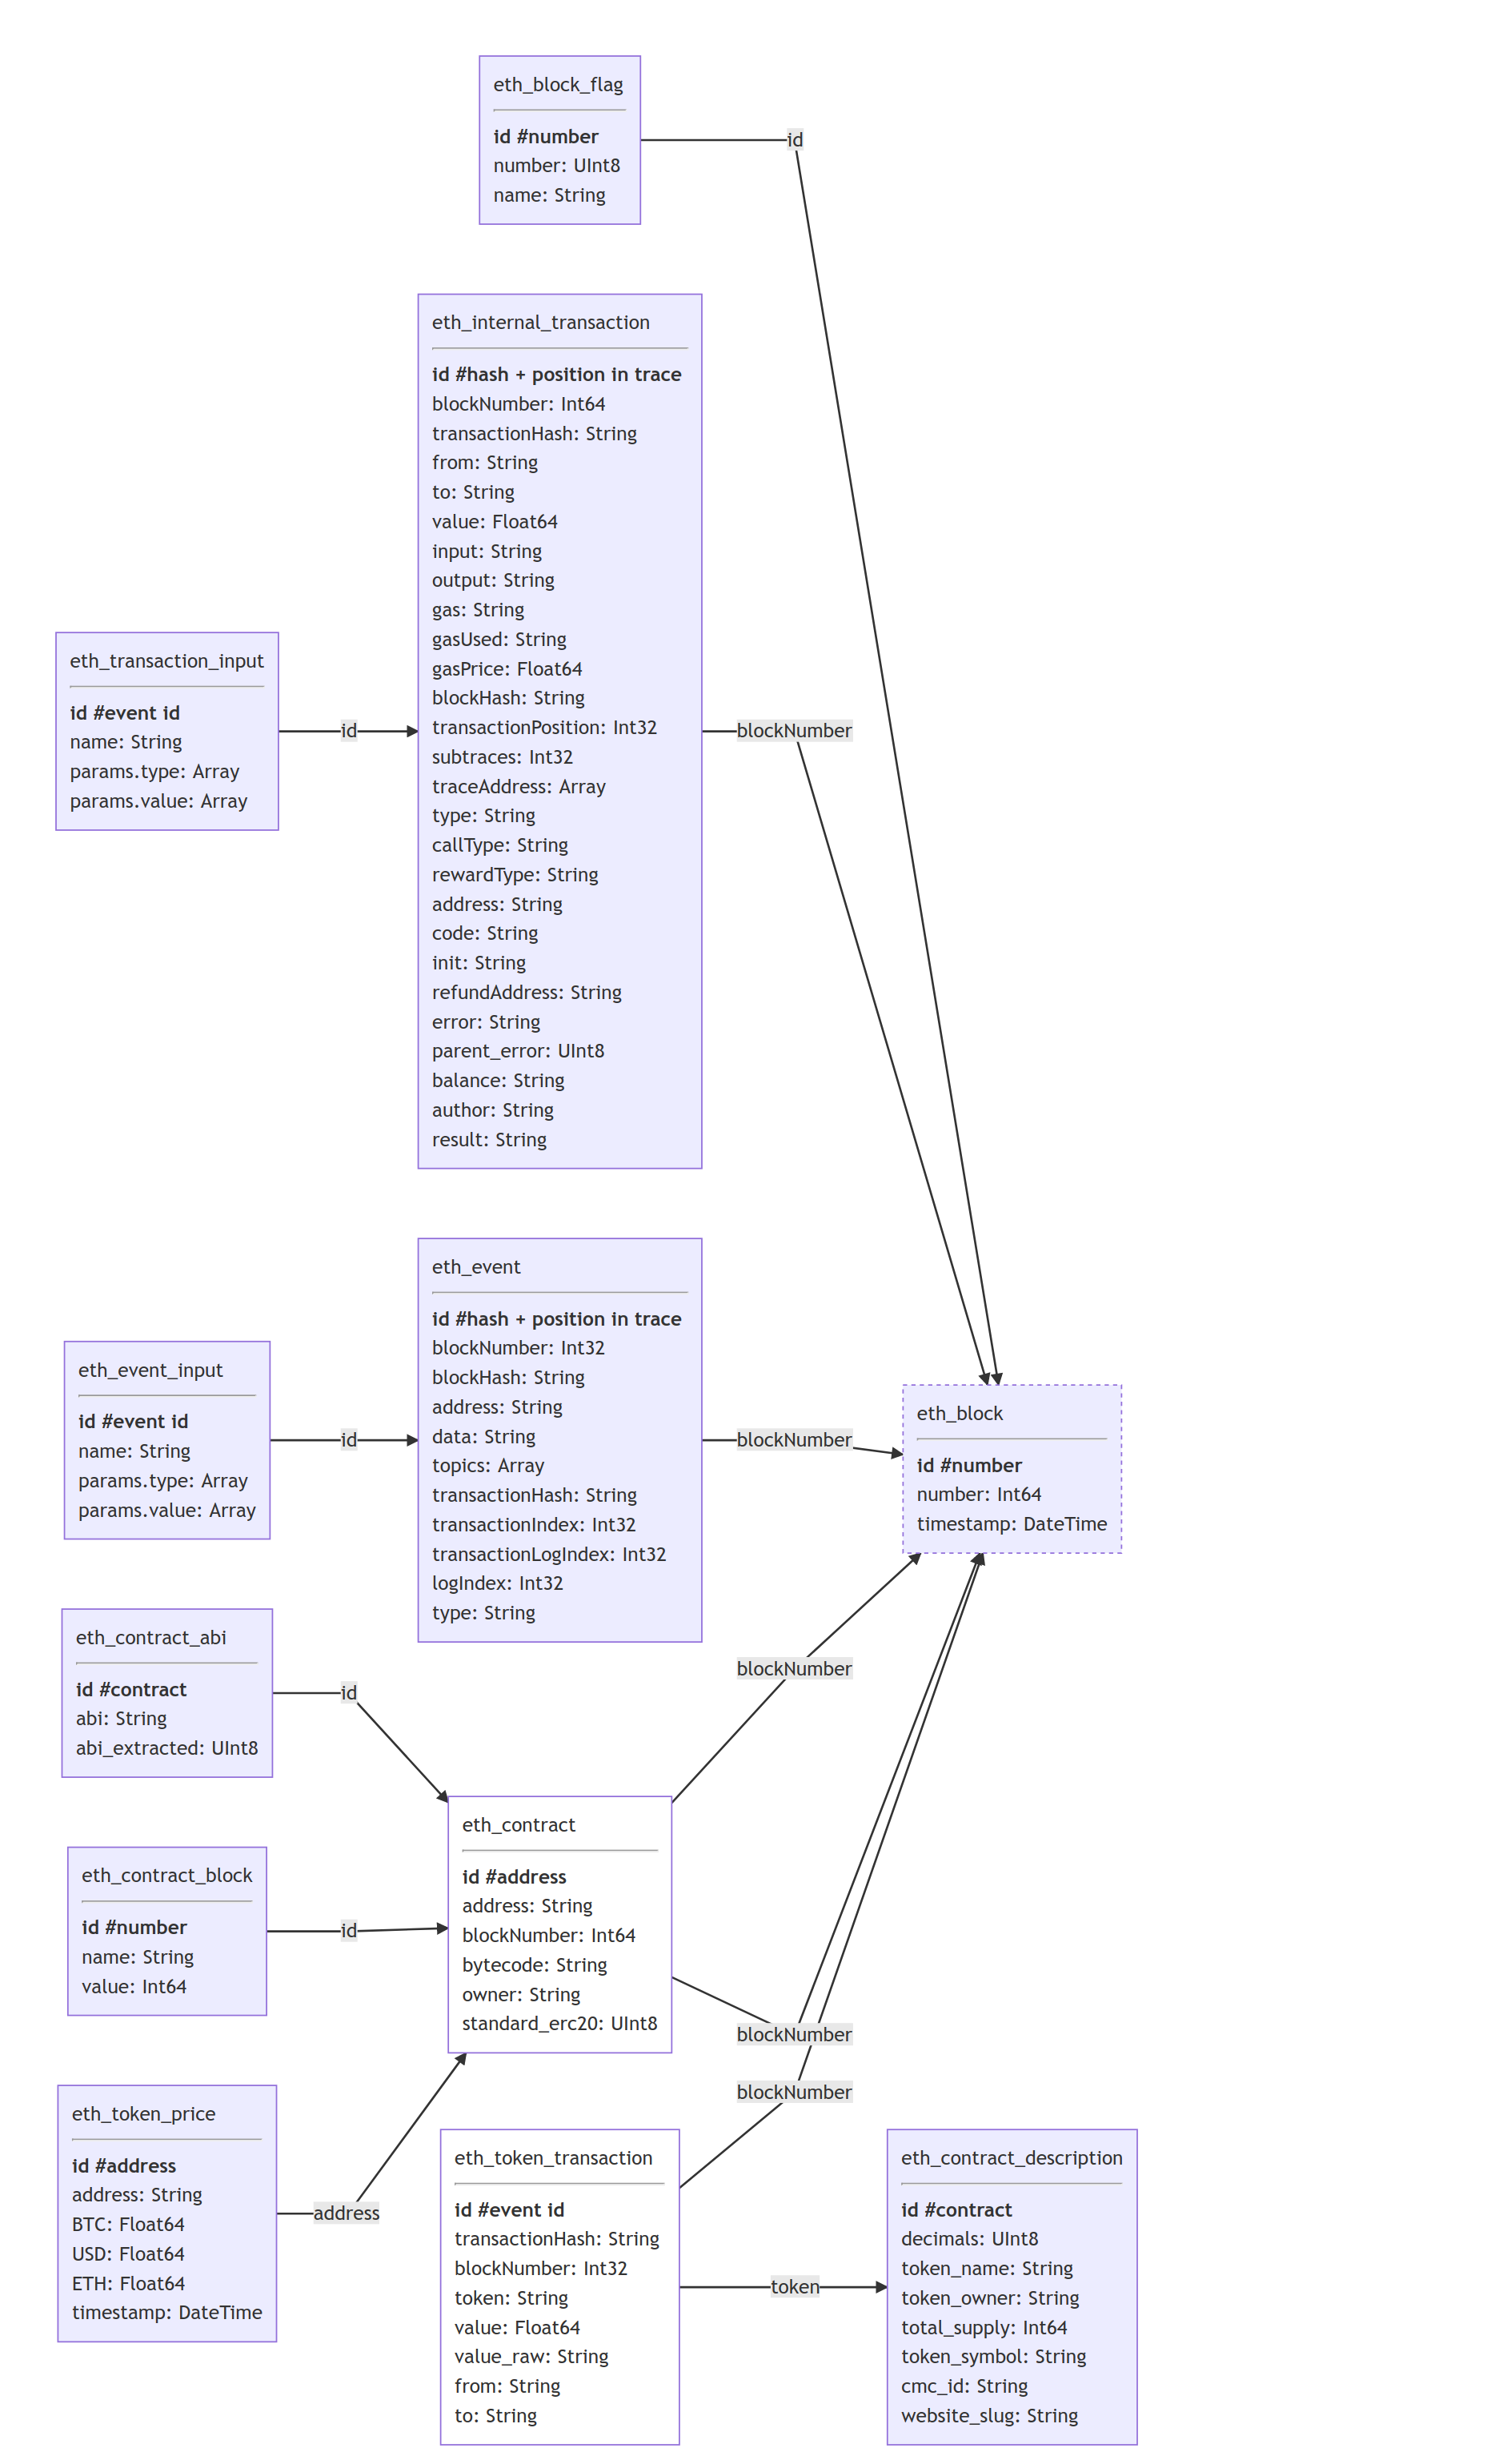 eth_block_flag
id #number
number: UInt8
name: String
id
eth_internal_transaction
id #hash + position in trace
blockNumber: Int64
transactionHash: String
from: String
to: String
value: Float64
input: String
output: String
gas: String
gasUsed: String
gasPrice: Float64
blockHash: String
transactionPosition: Int32
subtraces: Int32
traceAddress: Array
type: String
callType: String
rewardType: String
address: String
code: String
init: String
refundAddress: String
error: String
parent_error: UInt8
balance: String
author: String
result: String
eth_transaction_input
id #event id
name: String
params.type: Array
params.value: Array
id
blockNumber
eth_event
id #hash + position in trace
blockNumber: Int32
blockHash: String
address: String
data: String
topics: Array
transactionHash: String
transactionIndex: Int32
transactionLogIndex: Int32
logIndex: Int32
type: String
eth_event_input
id #event id
name: String
params.type: Array
params.value: Array
id
blockNumber
eth_block
id #number
number: Int64
timestamp: DateTime
eth_contract_abi
id #contract
abi: String
abi_extracted: UInt8
id
blockNumber
eth_contract
id #address
address: String
blockNumber: Int64
bytecode: String
owner: String
standard_erc20: UInt8
eth_contract_block
id #number
name: String
value: Int64
id
blockNumber
blockNumber
eth_token_price
id #address
address: String
BTC: Float64
USD: Float64
ETH: Float64
timestamp: DateTime
address
eth_token_transaction
id #event id
transactionHash: String
blockNumber: Int32
token: String
value: Float64
value_raw: String
from: String
to: String
token
eth_contract_description
id #contract
decimals: UInt8
token_name: String
token_owner: String
total_supply: Int64
token_symbol: String
cmc_id: String
website_slug: String